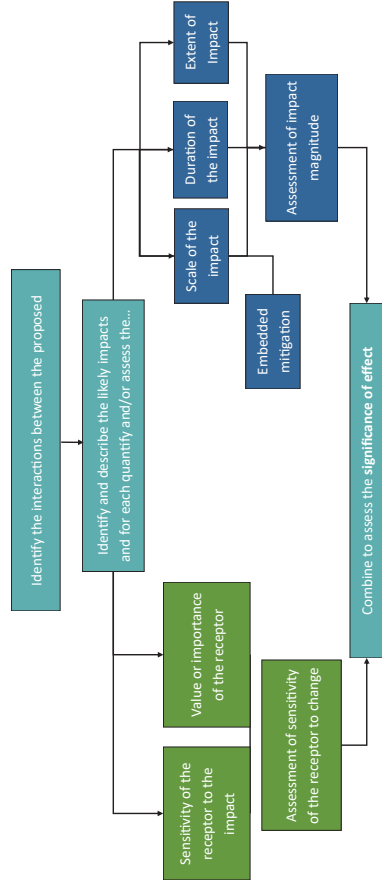 Identify the interactions between the proposed
Identify and describe the likely impacts
and for each quantify and/or assess the...
Sensitivity of the
receptor to the
impact
Value or importance
of the receptor
Scale of the
impact
Duration of
the impact
Extent of
Impact
Embedded
mitigation
Assessment of sensitivity
of the receptor to change
Assessment of impact
magnitude
Combine to assess the significance of effect